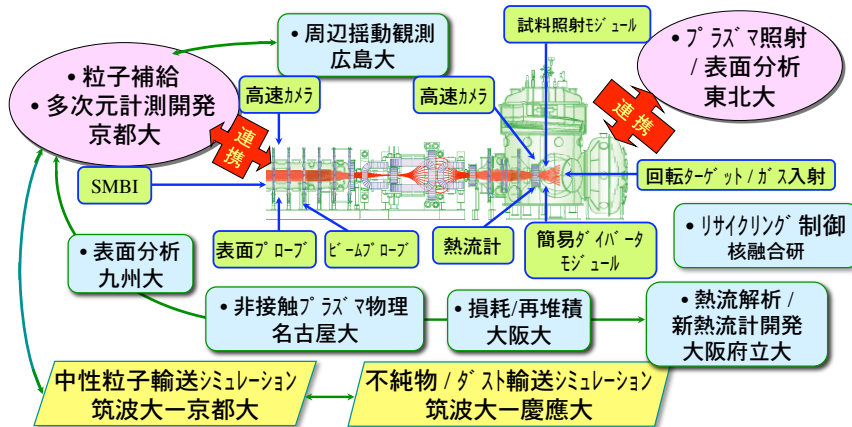 • 周辺揺動観測
広島大
試料照射ﾓｼﾞｭｰﾙ
• ﾌﾟﾗｽﾞﾏ照射
/ 表面分析
東北大
• 粒子補給
• 多次元計測開発
京都大
高速ｶﾒﾗ
高速ｶﾒﾗ
連携
連携
SMBI
回転ﾀｰｹﾞｯﾄ / ｶﾞｽ入射
• 表面分析
九州大
表面ﾌﾟﾛｰﾌﾞ
ﾋﾞｰﾑﾌﾟﾛｰﾌﾞ
熱流計
簡易ﾀﾞｲﾊﾞｰﾀ
ﾓｼﾞｭｰﾙ
• ﾘｻｲｸﾘﾝｸﾞ 制御
核融合研
• 非接触ﾌﾟﾗｽﾞﾏ物理
名古屋大
• 損耗/再堆積
大阪大
• 熱流解析 /
新熱流計開発
大阪府立大
中性粒子輸送ｼﾐｭﾚｰｼｮﾝ
筑波大ー京都大
不純物 / ﾀﾞｽﾄ輸送ｼﾐｭﾚｰｼｮﾝ
筑波大ー慶應大